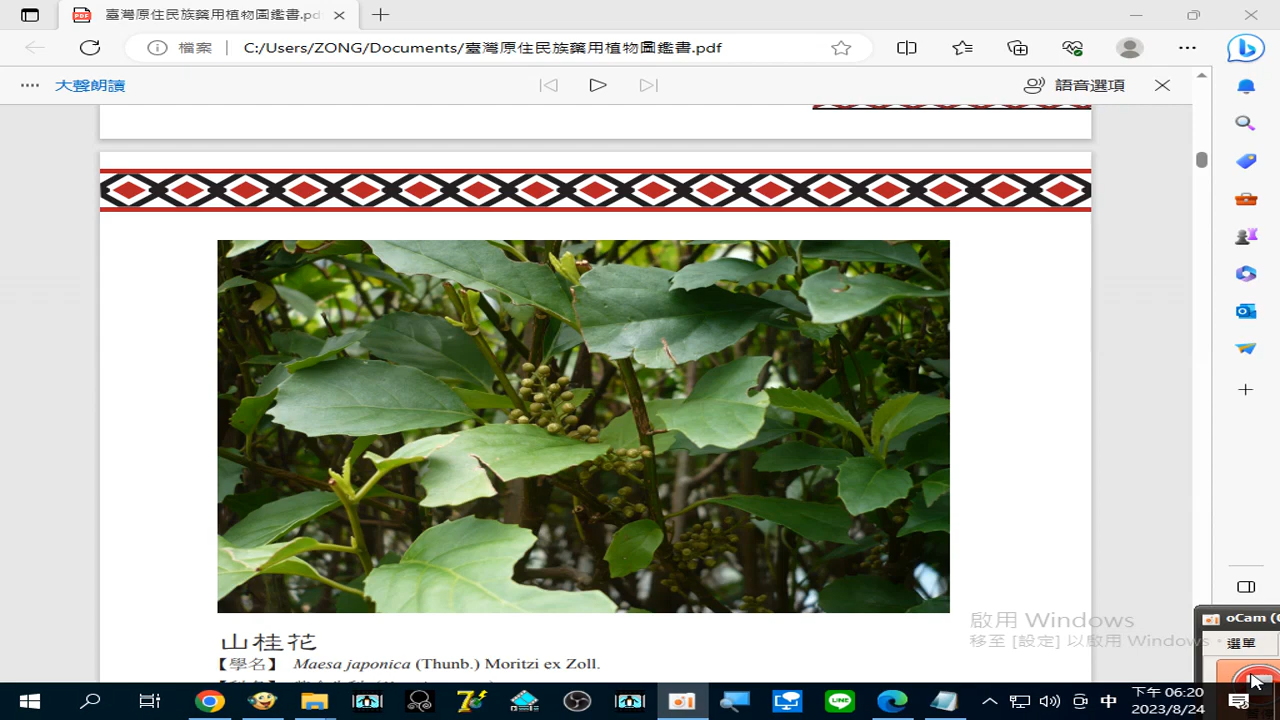 臺灣原住民族藥用植物圖鑑書.pd
檔案
C:/Users/ZONG/Documents/臺灣原住民族藥用植物圖鑑書.pdf
大聲朗讀
語音選項
山桂花
【學名】 Maesa japonica (Thunb.) Moritzi ex Zoll.
啟用 Windows
移至 [設定] 以啟用 Windows。
oCam (
選單
中
下午 06:20
2023/8/24